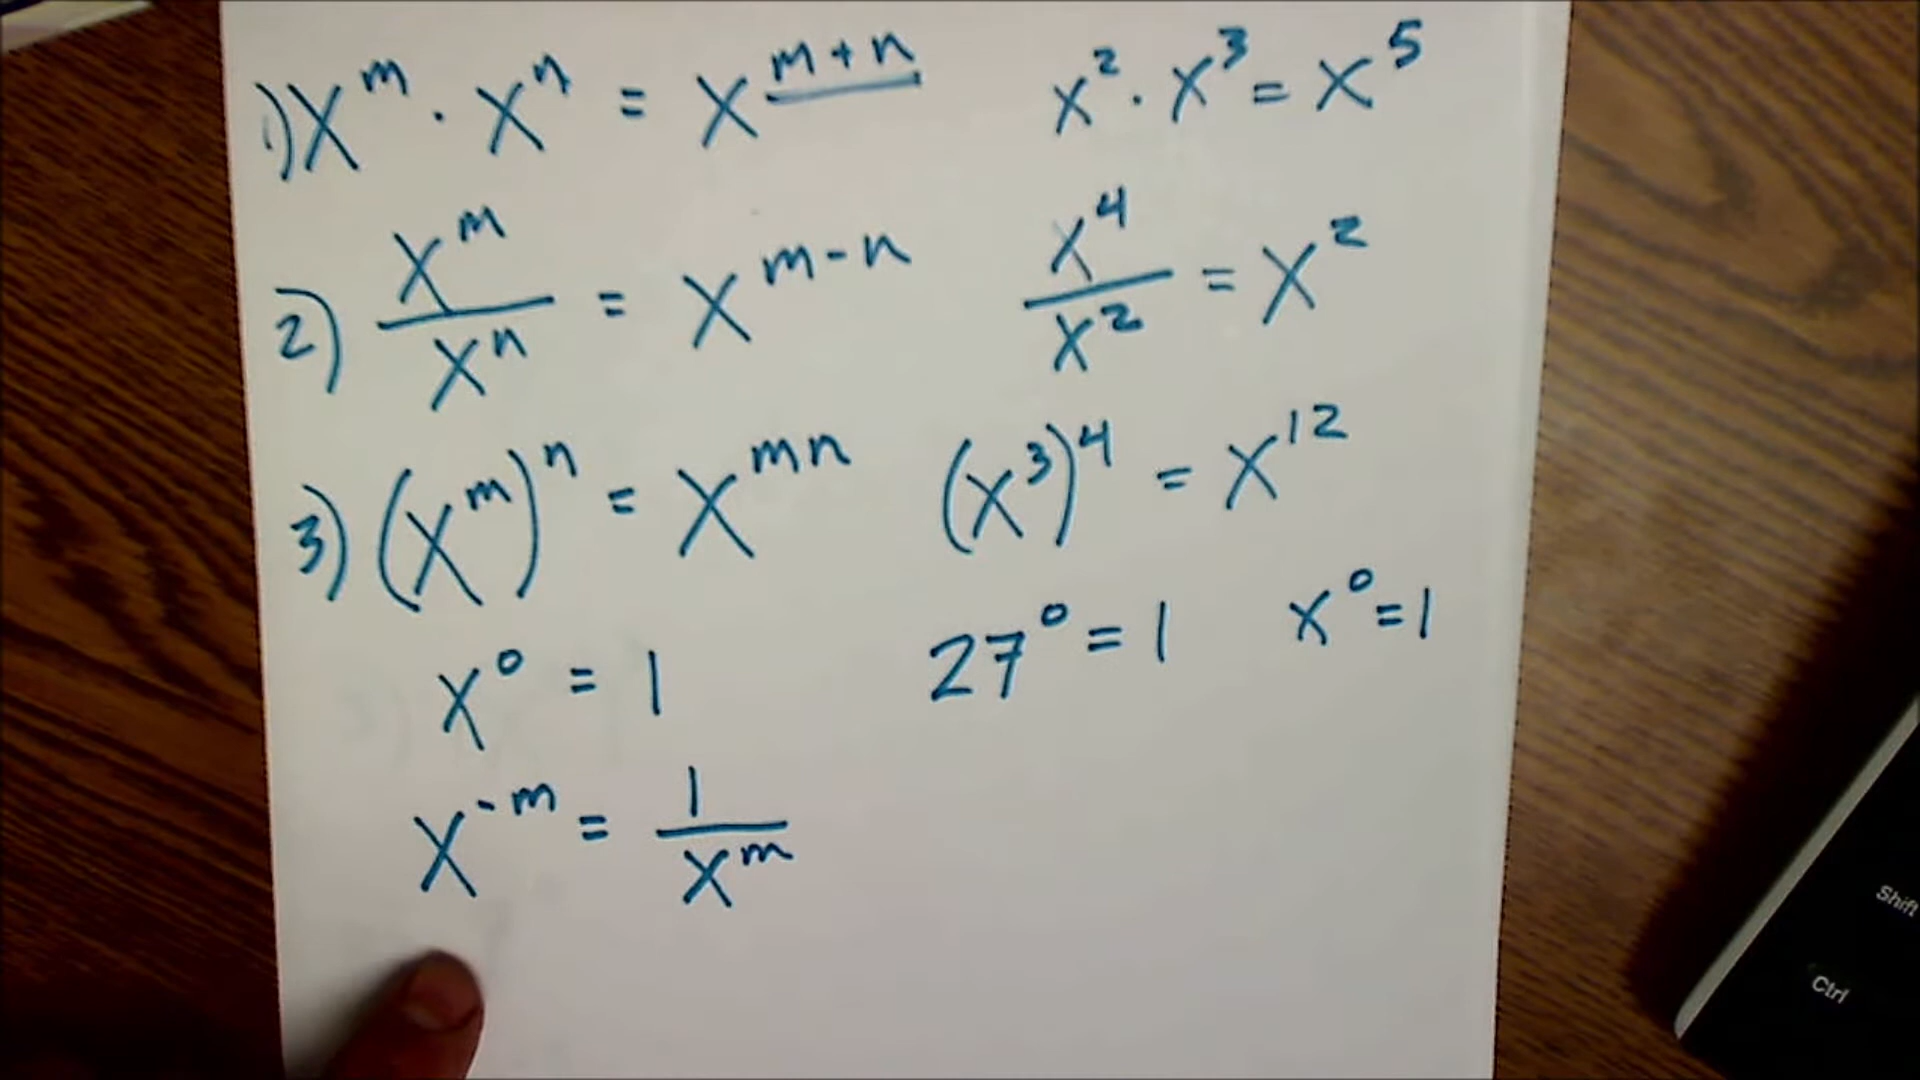 1) x^m · x^n = x^(m+n)    x^2 · x^3 = x^5
2) x^m / x^n = x^(m-n)    x^4 / x^2 = x^2
3) (x^m)^n = x^(mn)    (x^3)^4 = x^12
x^0 = 1    27^0 = 1    x^0 = 1
x^(-m) = 1 / x^m
Shift
Ctrl